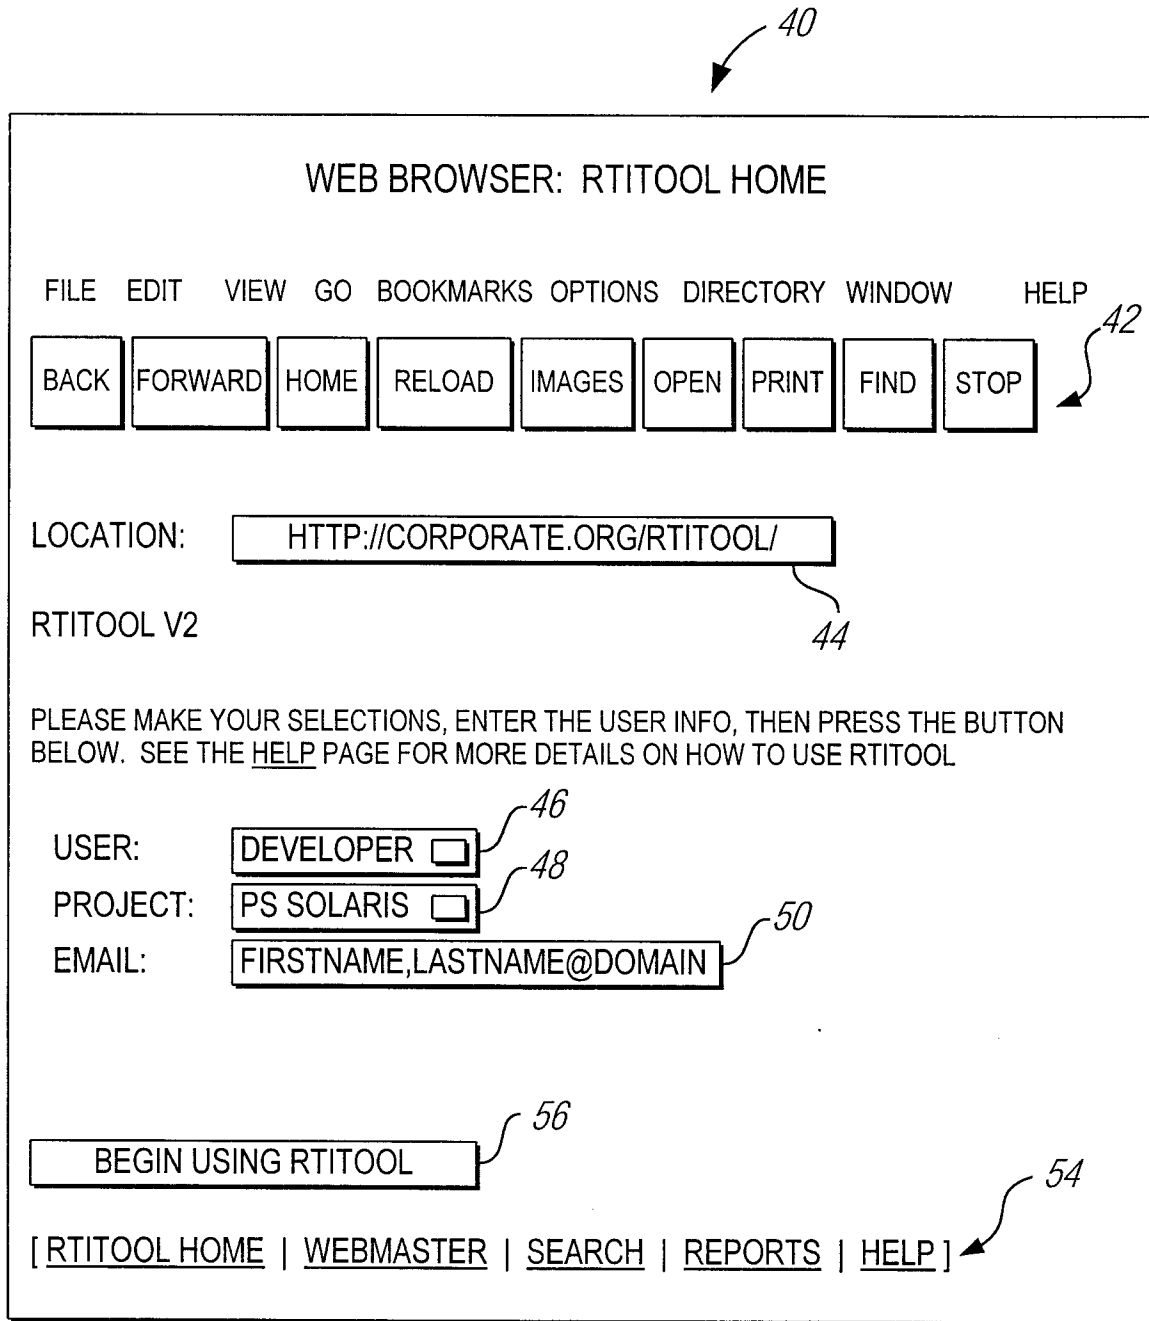 40
WEB BROWSER: RTITOOL HOME
FILE EDIT VIEW GO BOOKMARKS OPTIONS DIRECTORY WINDOW HELP
42
BACK FORWARD HOME RELOAD IMAGES OPEN PRINT FIND STOP
LOCATION: HTTP://CORPORATE.ORG/RTITOOL/
44
RTITOOL V2
PLEASE MAKE YOUR SELECTIONS, ENTER THE USER INFO, THEN PRESS THE BUTTON
BELOW. SEE THE HELP PAGE FOR MORE DETAILS ON HOW TO USE RTITOOL
46
USER: DEVELOPER
48
PROJECT: PS SOLARIS
50
EMAIL: FIRSTNAME,LASTNAME@DOMAIN
56
BEGIN USING RTITOOL
54
[ RTITOOL HOME | WEBMASTER | SEARCH | REPORTS | HELP ]